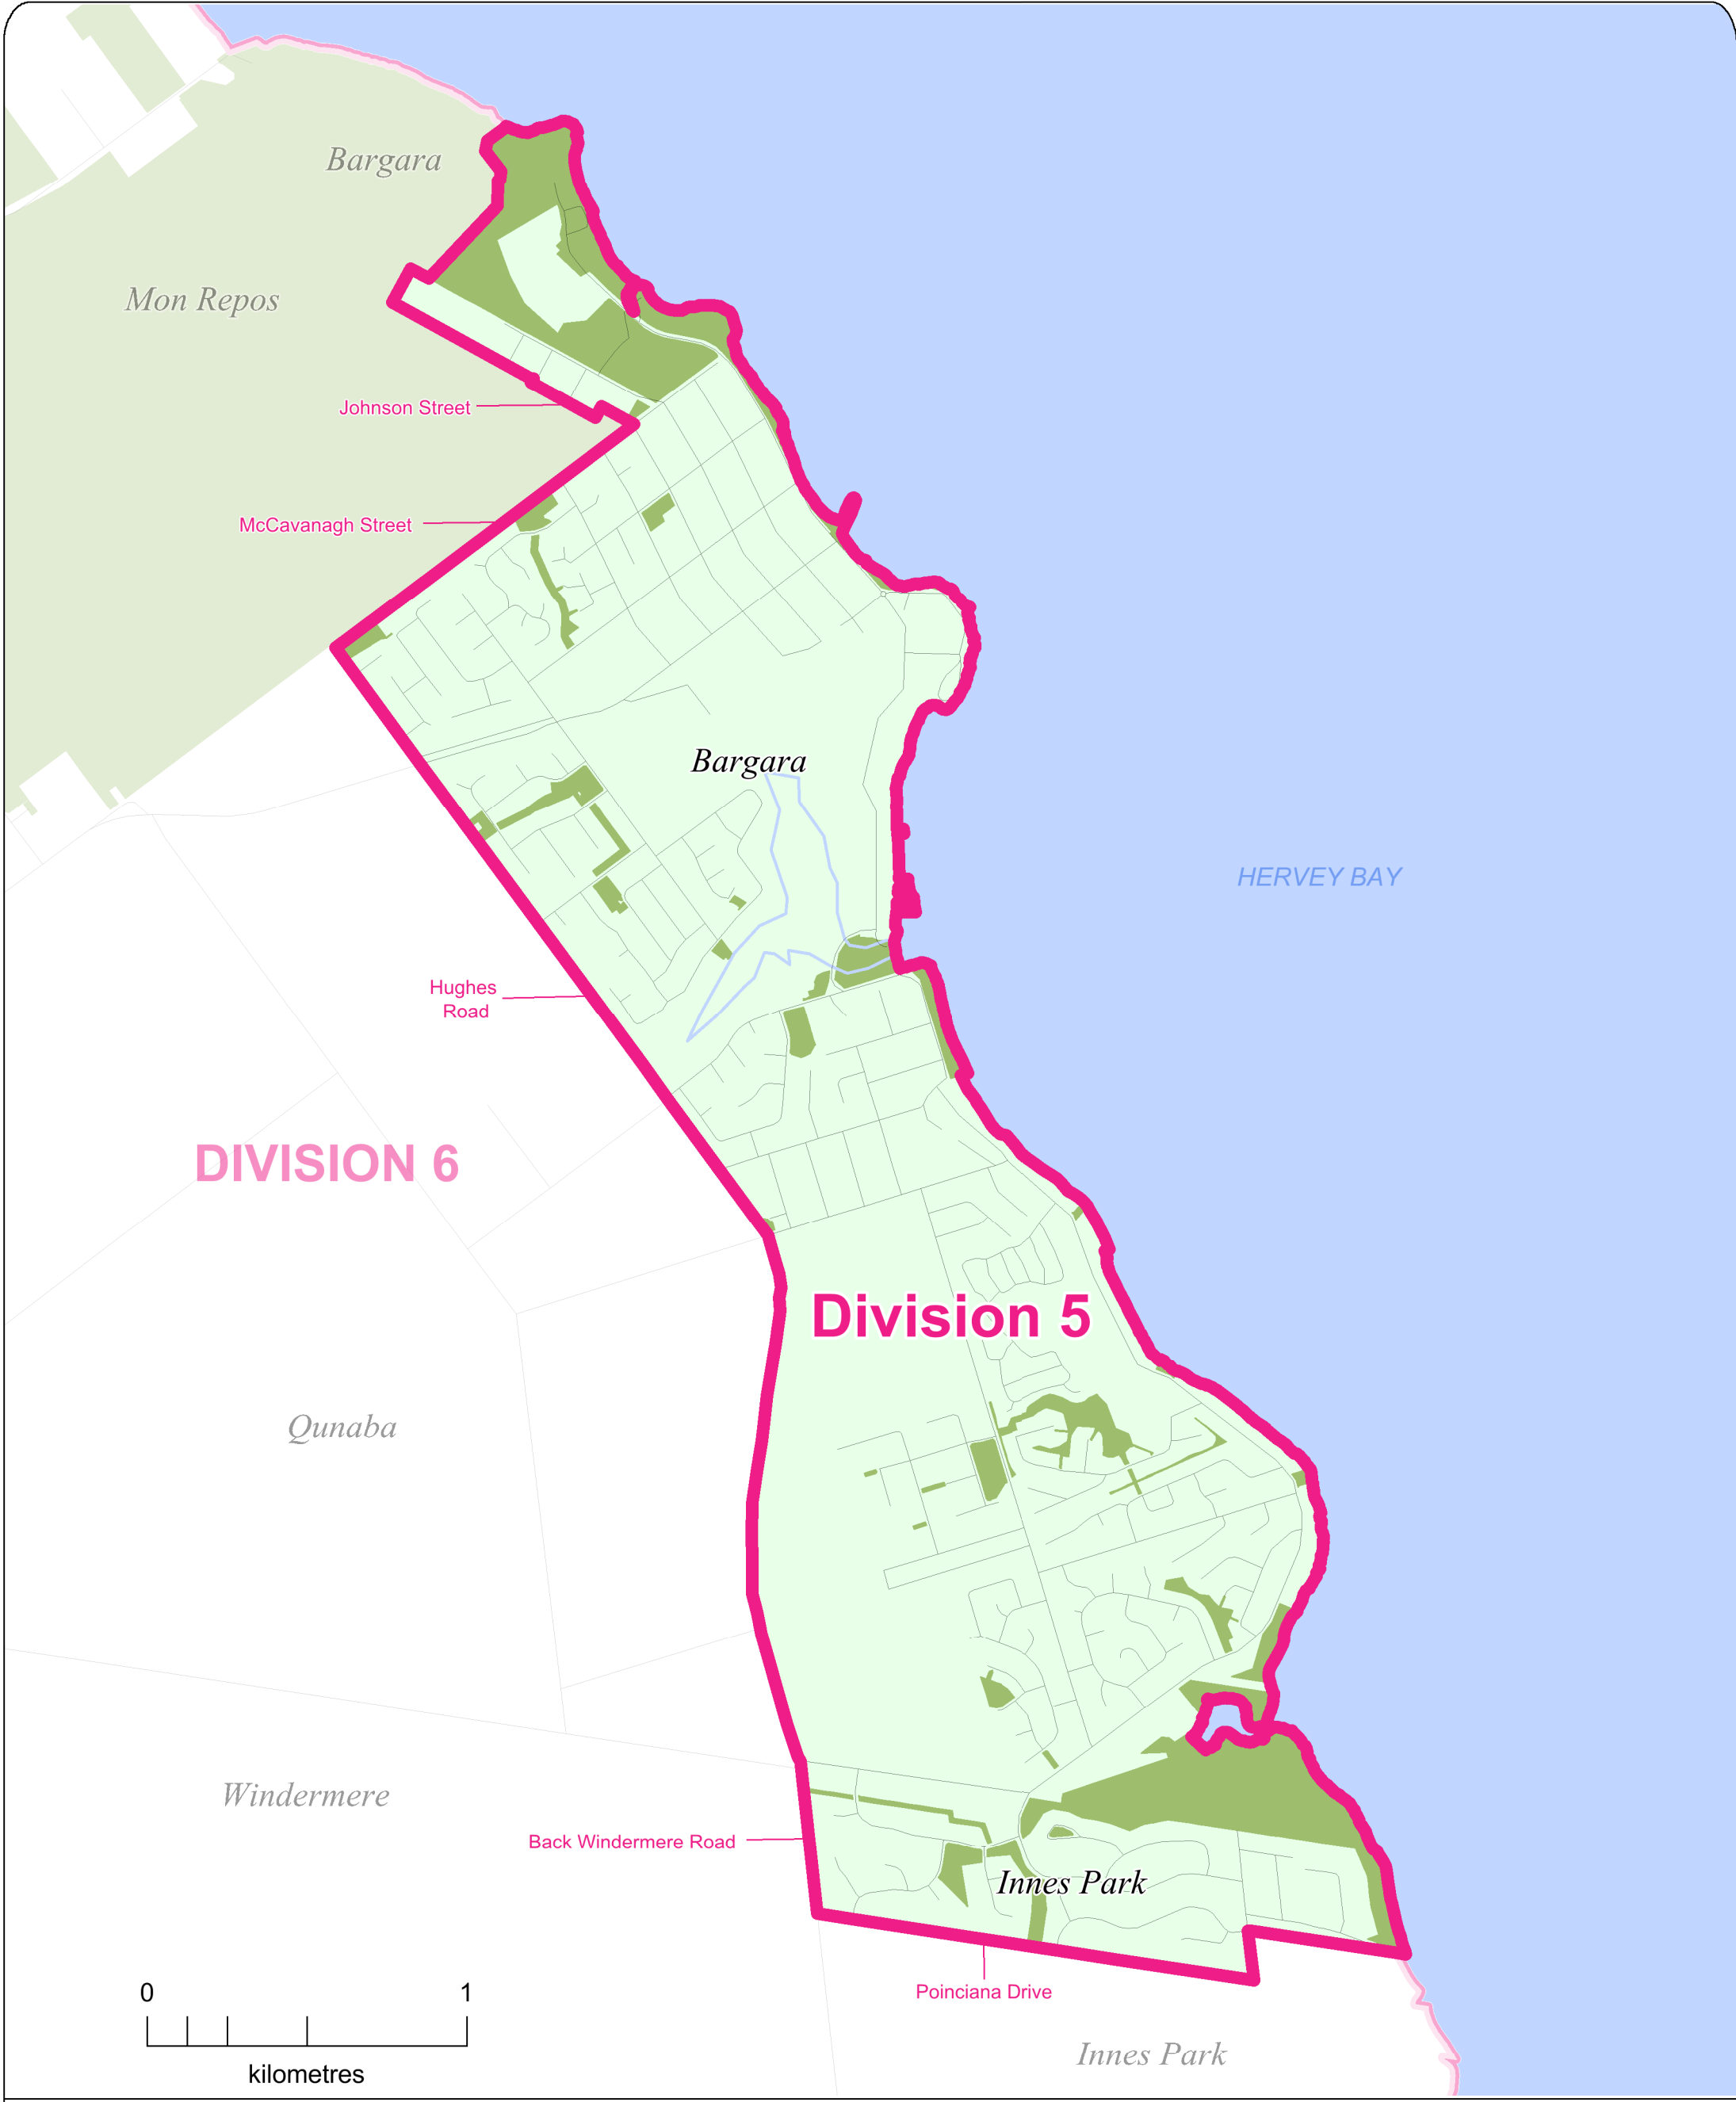 Bargara
Mon Repos
Johnson Street
McCavanagh Street
Bargara
HERVEY BAY
Hughes
Road
DIVISION 6
Division 5
Qunaba
Windermere
Back Windermere Road
Innes Park
Poinciana Drive
0 1
kilometres
Innes Park